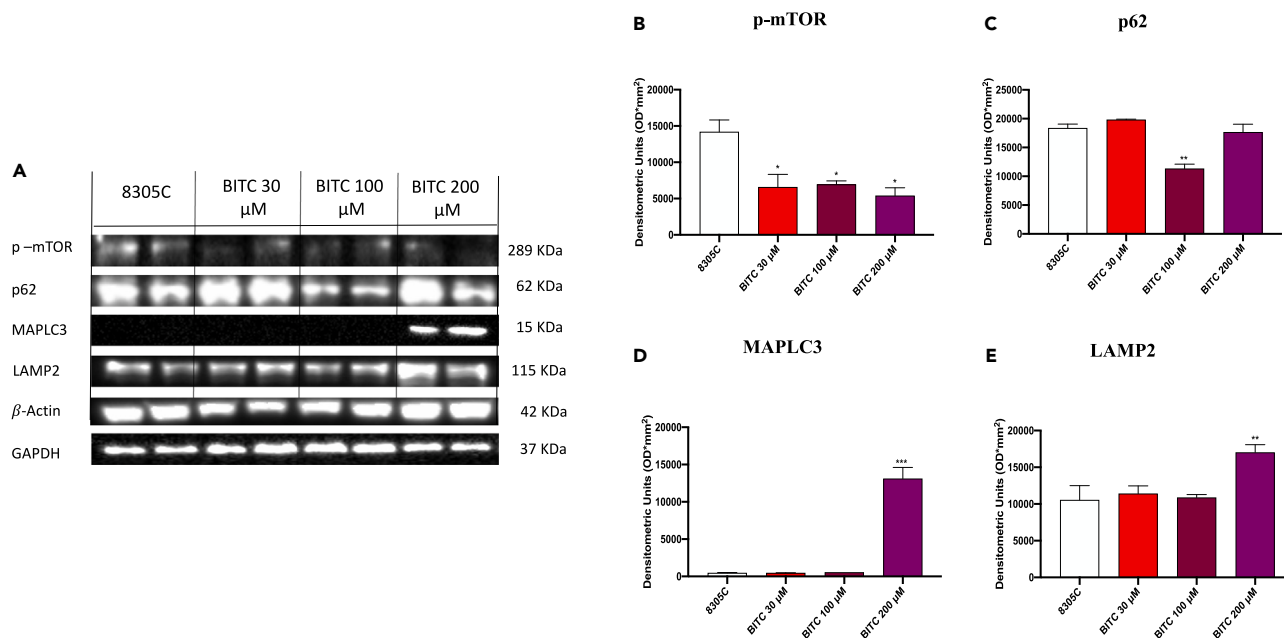 A
8305C
BITC 30
µM
BITC 100
µM
BITC 200
µM
p –mTOR
289 KDa
p62
62 KDa
MAPLC3
15 KDa
LAMP2
115 KDa
β-Actin
42 KDa
GAPDH
37 KDa
B
p-mTOR
Densitometric Units (OD*mm²)
20000
15000
10000
5000
0
*
*
*
8305C
BITC 30 µM
BITC 100 µM
BITC 200 µM
C
p62
Densitometric Units (OD*mm²)
25000
20000
15000
10000
5000
0
**
8305C
BITC 30 µM
BITC 100 µM
BITC 200 µM
D
MAPLC3
Densitometric Units (OD*mm²)
20000
15000
10000
5000
0
***
8305C
BITC 30 µM
BITC 100 µM
BITC 200 µM
E
LAMP2
Densitometric Units (OD*mm²)
20000
15000
10000
5000
0
**
8305C
BITC 30 µM
BITC 100 µM
BITC 200 µM